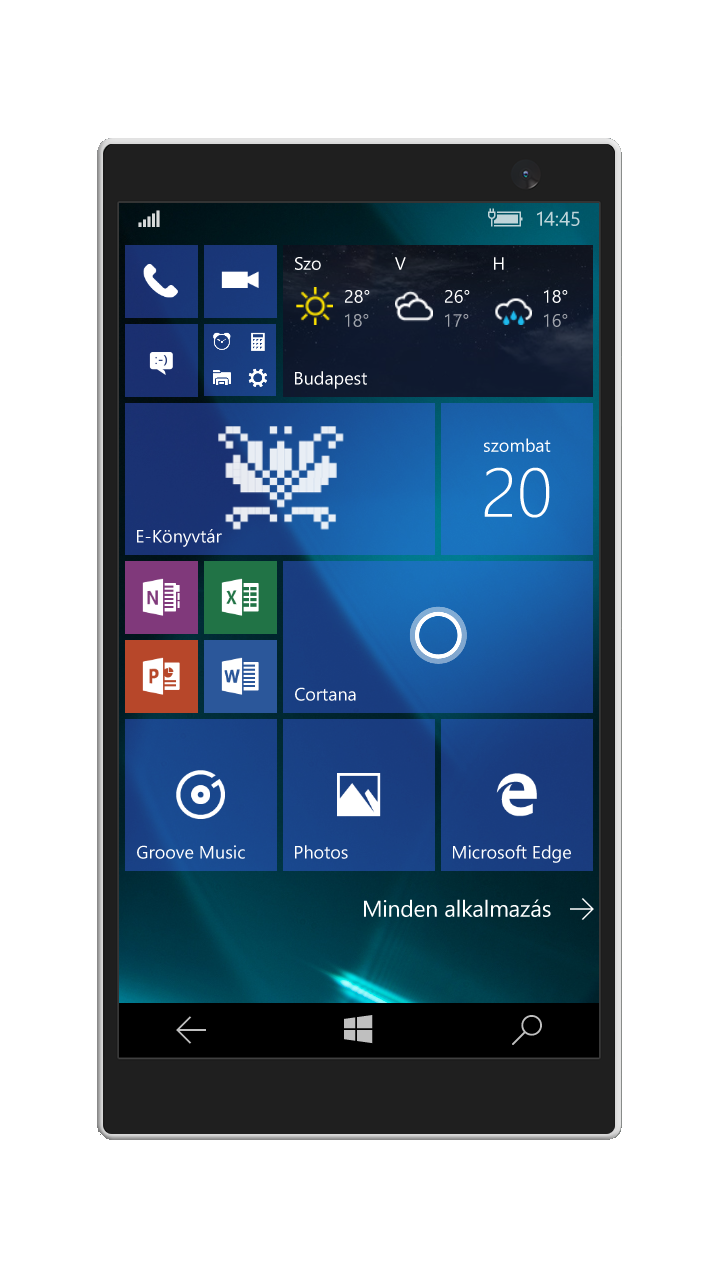 14:45
Szo V H
28° 26° 18°
18° 17° 16°
:-)
Budapest
szombat
20
E-Könyvtár
N X
P W
Cortana
Groove Music Photos Microsoft Edge
Minden alkalmazás